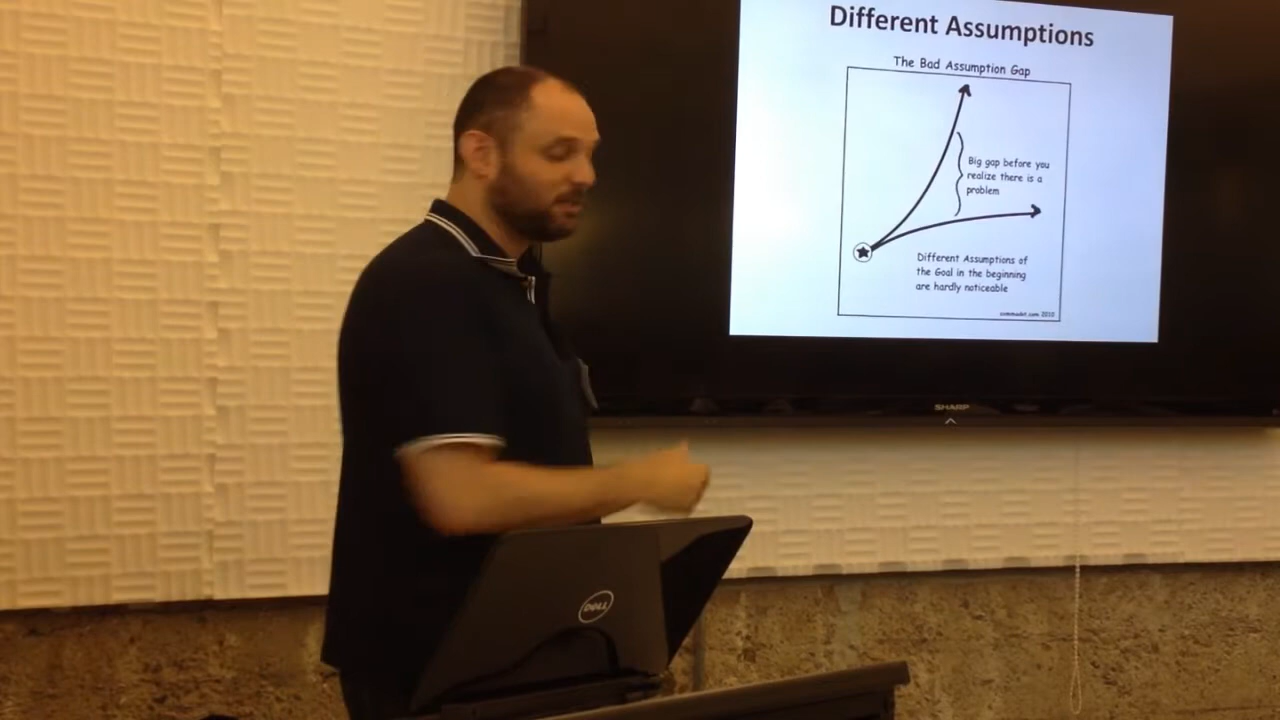 Different Assumptions
The Bad Assumption Gap
Big gap before you
realize there is a
problem
Different Assumptions of
the Goal in the beginning
are hardly noticeable
SHARP
DELL